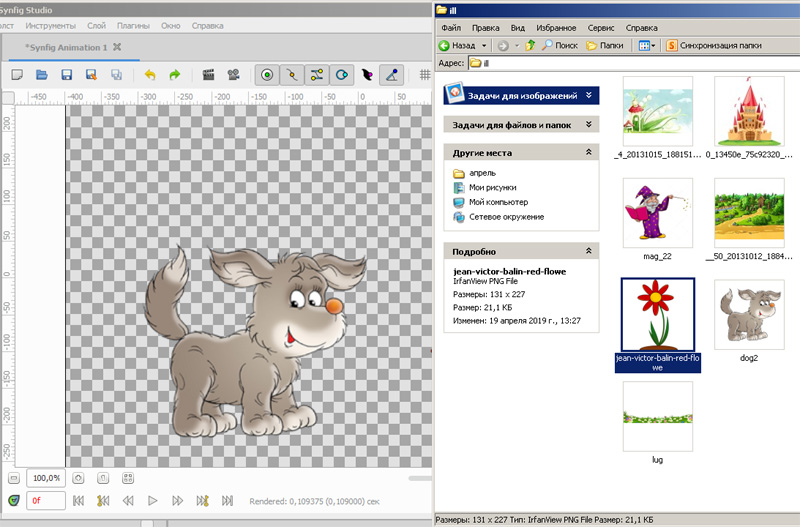 Synfig Studio
олст Инструменты Слой Плагины Окно Справка
*Synfig Animation 1
-450 -400 -350 -300 -250 -200 -150 -100 -50 0 50
200
150
100
50
0
-50
-100
-150
-200
-250
100,0%
0f
Rendered: 0,109375 (0,109000) сек
ill
Файл Правка Вид Избранное Сервис Справка
Назад Поиск Папки Синхронизация папки
Адрес: ill
Задачи для изображений
Задачи для файлов и папок
Другие места
апрель
Мои рисунки
Мой компьютер
Сетевое окружение
Подробно
jean-victor-balin-red-flowe
IrfanView PNG File
Размеры: 131 x 227
Размер: 21,1 КБ
Изменен: 19 апреля 2019 г., 13:27
_4_20131015_188151... 0_13450e_75c92320_...
mag_22 __50_20131012_1884...
jean-victor-balin-red-flo
we
dog2
lug
Размеры: 131 x 227 Тип: IrfanView PNG File Размер: 21,1 КБ